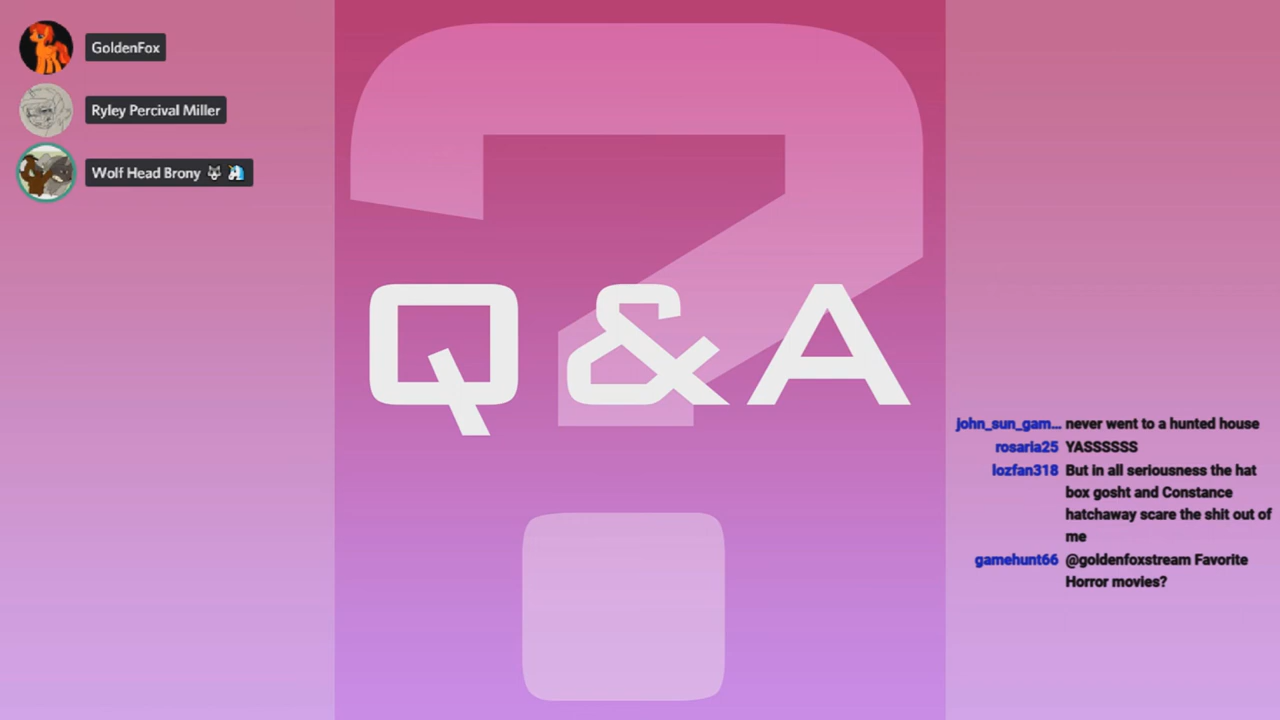 GoldenFox
Ryley Percival Miller
Wolf Head Brony
Q & A
john_sun_gam... never went to a hunted house
rosaria25 YASSSSSS
lozfan318 But in all seriousness the hat
box gosht and Constance
hatchaway scare the shit out of
me
gamehunt66 @goldenfoxstream Favorite
Horror movies?